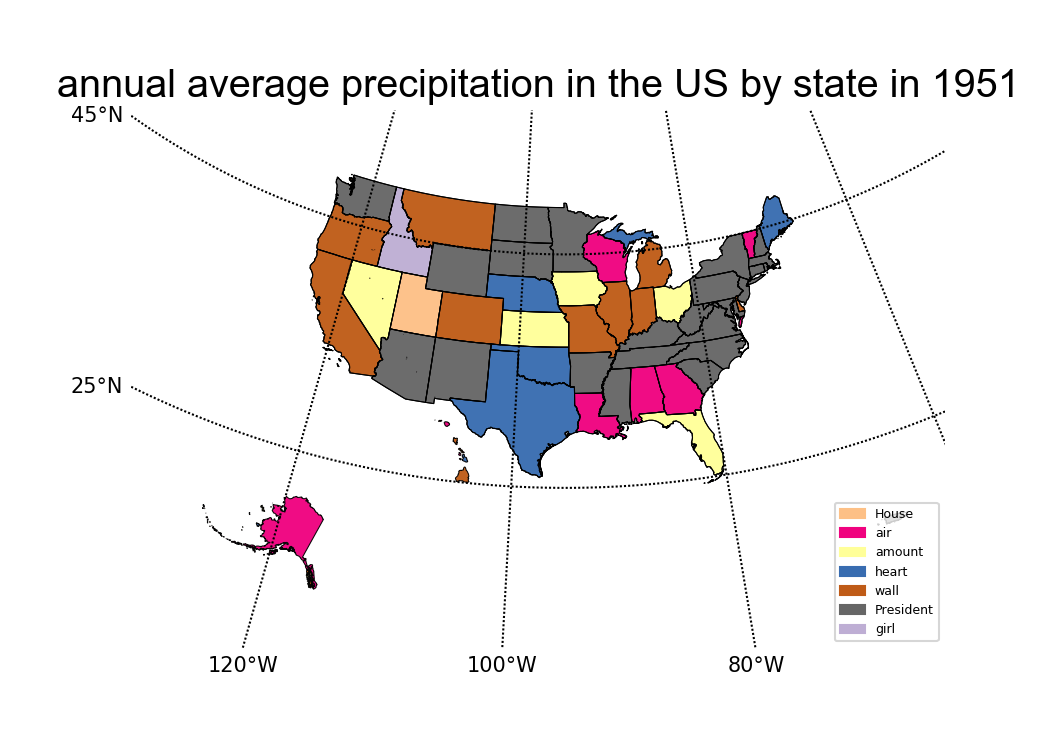 annual average precipitation in the US by state in 1951
45°N
25°N
House
air
amount
heart
wall
President
girl
120°W
100°W
80°W